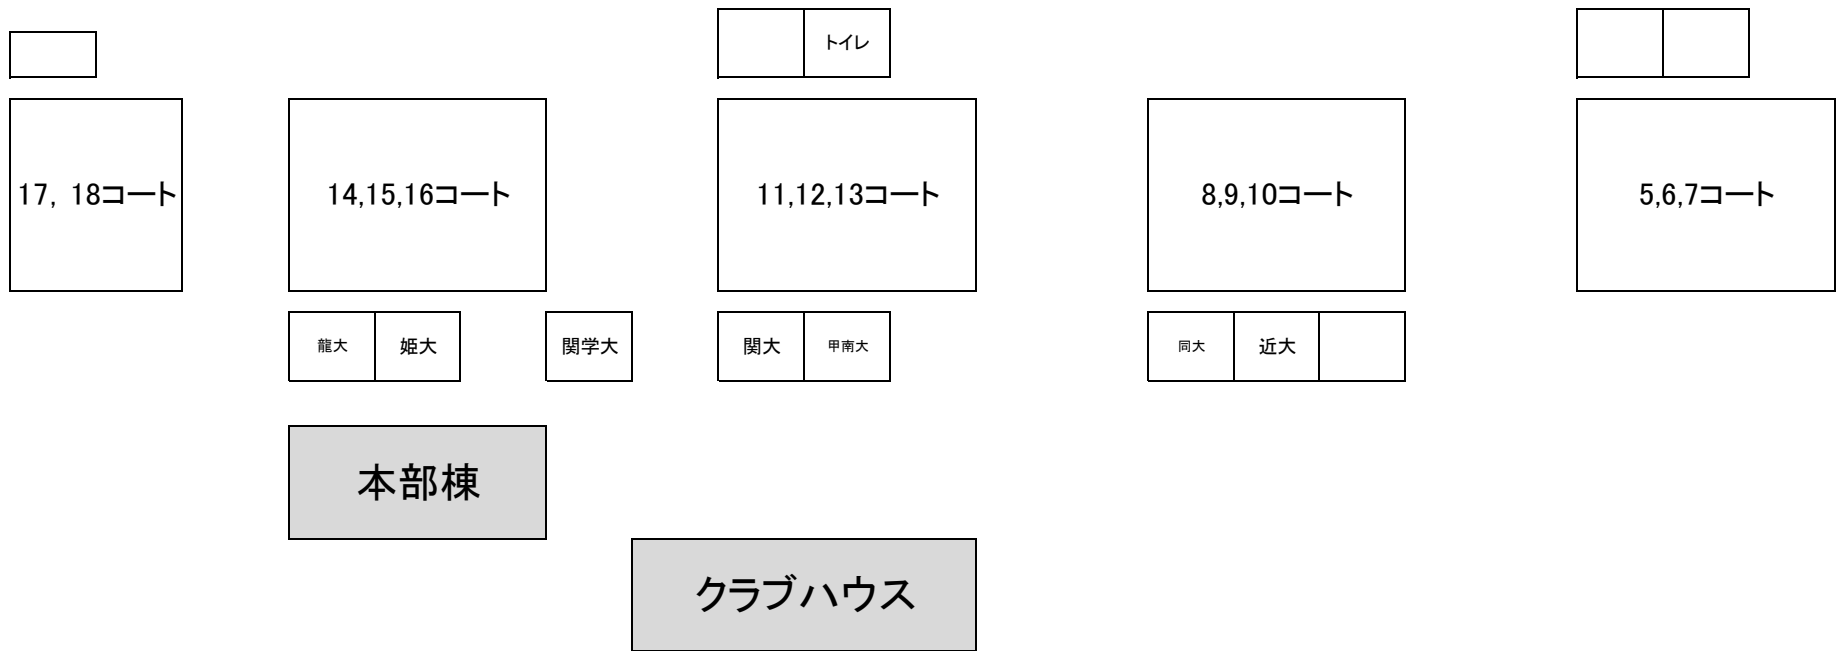 トイレ
17, 18コート
14,15,16コート
11,12,13コート
8,9,10コート
5,6,7コート
龍大
姫大
関学大
関大
甲南大
同大
近大
本部棟
クラブハウス